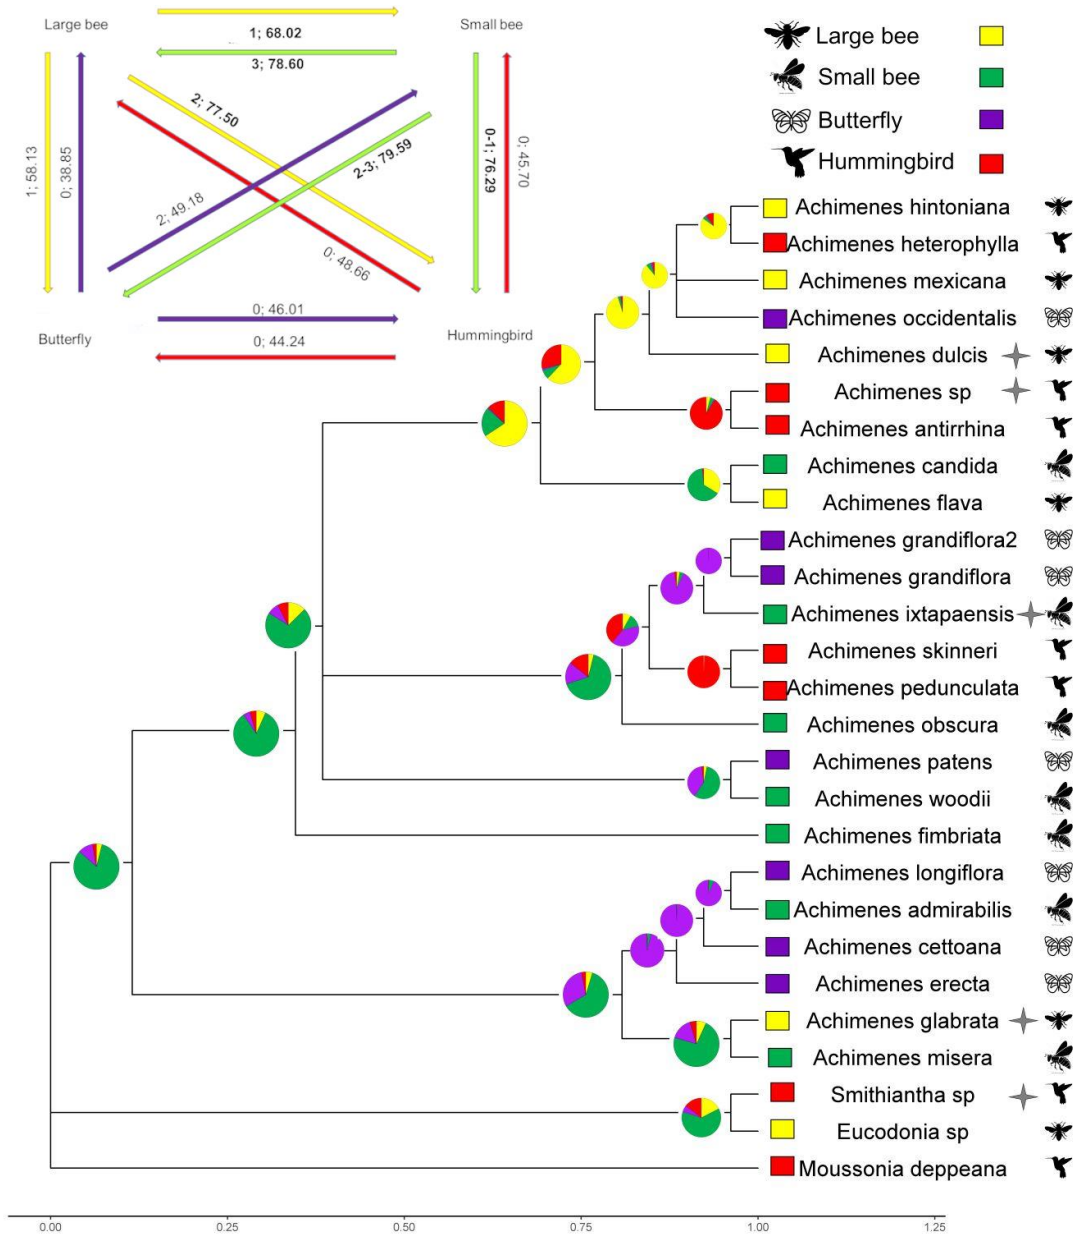 Large bee
1; 68.02
3; 78.60
Small bee
1; 58.13
0; 38.85
2; 77.50
2; 49.18
2-3; 79.59
0; 48.66
0-1; 76.29
0; 45.70
Butterfly
0; 46.01
0; 44.24
Hummingbird
Large bee
Small bee
Butterfly
Hummingbird
Achimenes hintoniana
Achimenes heterophylla
Achimenes mexicana
Achimenes occidentalis
Achimenes dulcis
Achimenes sp
Achimenes antirrhina
Achimenes candida
Achimenes flava
Achimenes grandiflora2
Achimenes grandiflora
Achimenes ixtapaensis
Achimenes skinneri
Achimenes pedunculata
Achimenes obscura
Achimenes patens
Achimenes woodii
Achimenes fimbriata
Achimenes longiflora
Achimenes admirabilis
Achimenes cettoana
Achimenes erecta
Achimenes glabrata
Achimenes misera
Smithiantha sp
Eucodonia sp
Moussonia deppeana
0.00 0.25 0.50 0.75 1.00 1.25